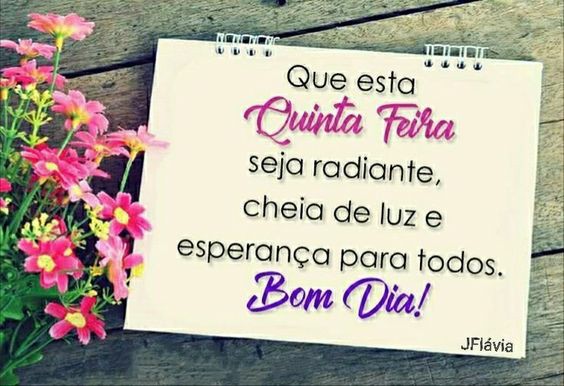 Que esta
Quinta Feira
seja radiante,
cheia de luz e
esperança para todos.
Bom Dia!
JFlávia